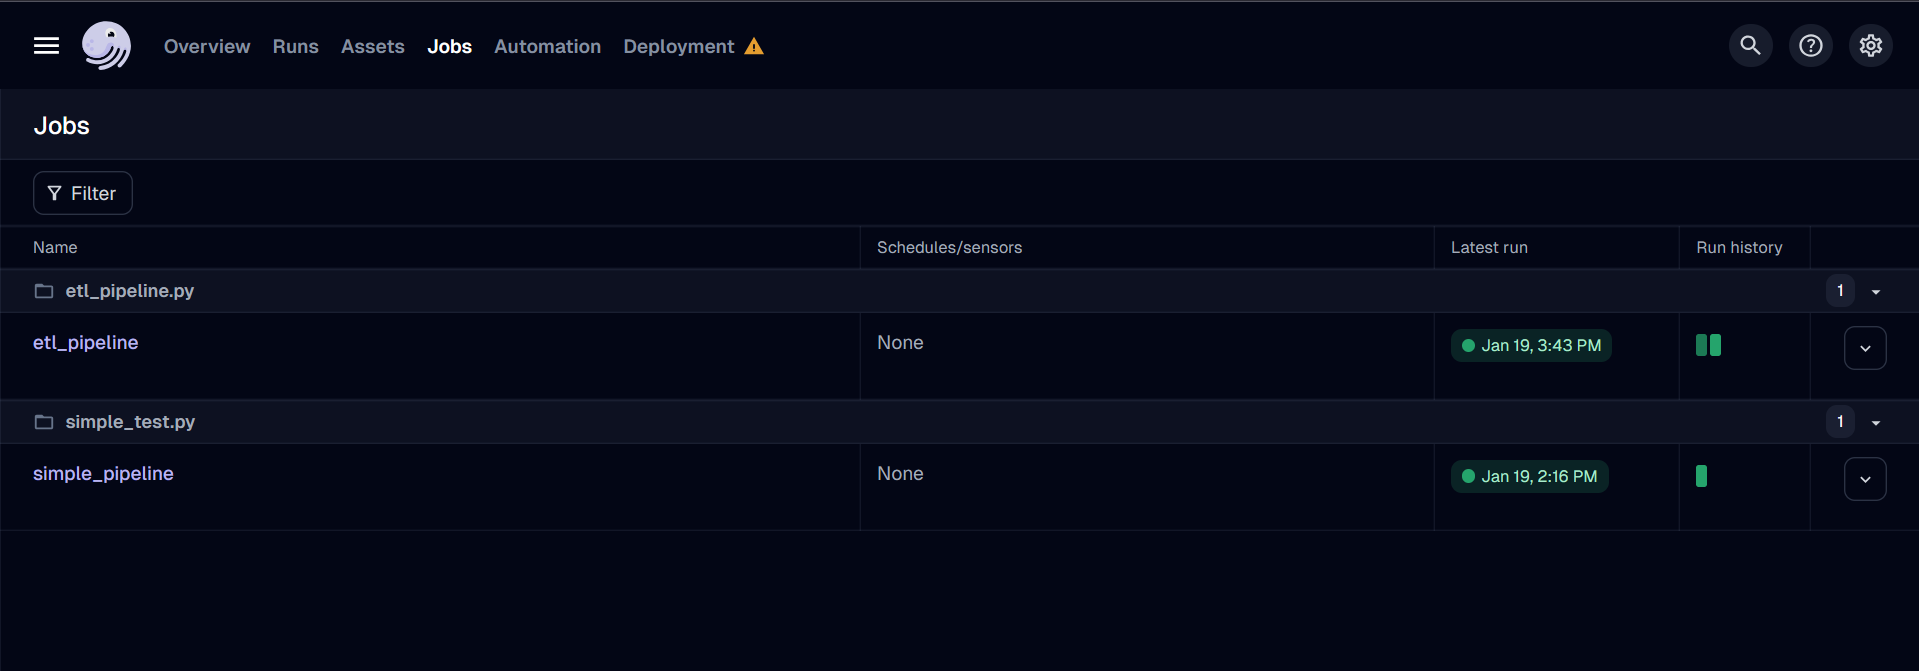 Overview Runs Assets Jobs Automation Deployment
Jobs
Filter
Name Schedules/sensors Latest run Run history
etl_pipeline.py 1
etl_pipeline None Jan 19, 3:43 PM
simple_test.py 1
simple_pipeline None Jan 19, 2:16 PM